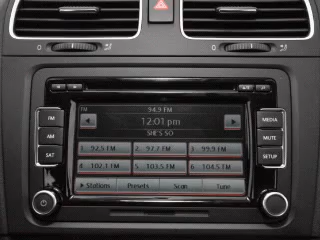 FM 94.9 FM
12:01 pm
SHE'S SO
1 92.5 FM 2 97.7 FM 3 99.9 FM
4 102.1 FM 5 103.5 FM 6 104.5 FM
Stations Presets Scan Tune
FM
AM
SAT
MEDIA
MUTE
SETUP